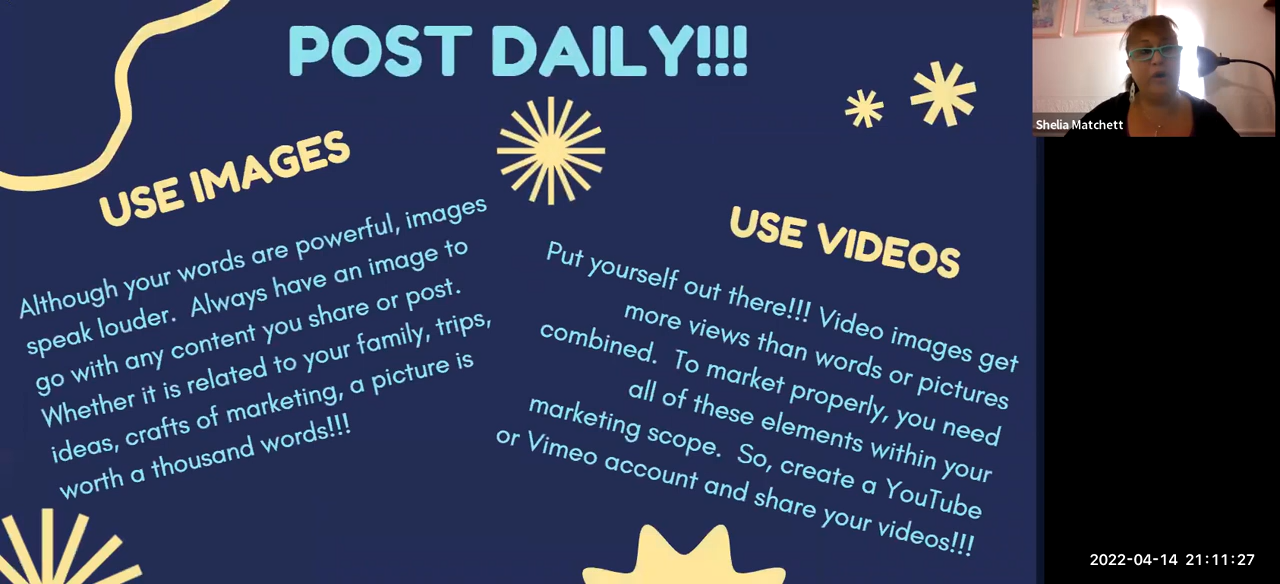 POST DAILY!!!
USE IMAGES
Although your words are powerful, images
speak louder.  Always have an image to
go with any content you share or post.
Whether it is related to your family, trips,
ideas, crafts of marketing, a picture is
worth a thousand words!!!
USE VIDEOS
Put yourself out there!!! Video images get
more views than words or pictures
combined.  To market properly, you need
all of these elements within your
marketing scope.  So, create a YouTube
or Vimeo account and share your videos!!!
Shelia Matchett
2022-04-14 21:11:27